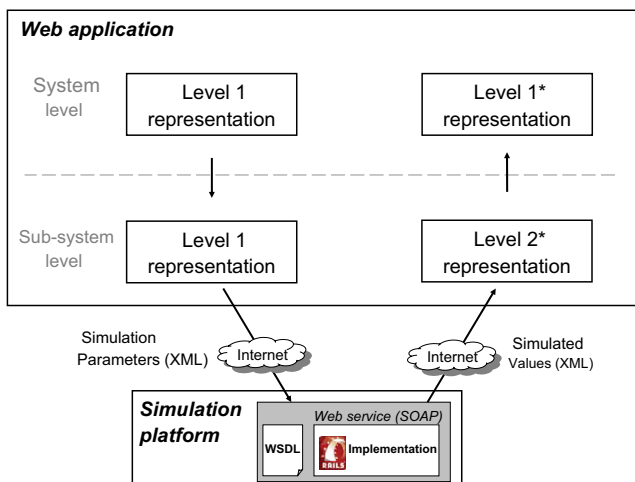 Web application
System
level
Level 1
representation
Level 1*
representation
Sub-system
level
Level 1
representation
Level 2*
representation
Simulation
Parameters (XML)
Internet
Internet
Simulated
Values (XML)
Simulation
platform
Web service (SOAP)
WSDL
RAILS
Implementation